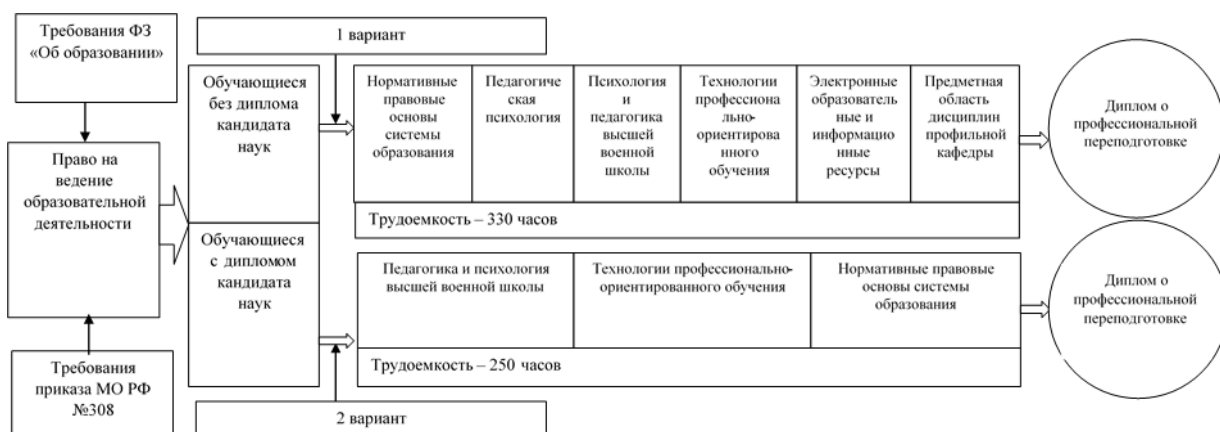 Требования ФЗ
«Об образовании»
Право на
ведение
образовательной
деятельности
Требования
приказа МО РФ
№308
Обучающиеся
без диплома
кандидата
наук
Обучающиеся
с дипломом
кандидата
наук
1 вариант
Нормативные
правовые
основы
системы
образования
Педагогиче
ская
психология
Психология
и
педагогика
высшей
военной
школы
Технологии
профессиона
льно-
ориентирова
нного
обучения
Электронные
образователь
ные и
информацио
нные
ресурсы
Предметная
область
дисциплин
профильной
кафедры
Трудоемкость – 330 часов
Диплом о
профессиональной
переподготовке
Педагогика и психология
высшей военной школы
Технологии профессионально-
ориентированного обучения
Нормативные правовые
основы системы
образования
Трудоемкость – 250 часов
Диплом о
профессиональной
переподготовке
2 вариант